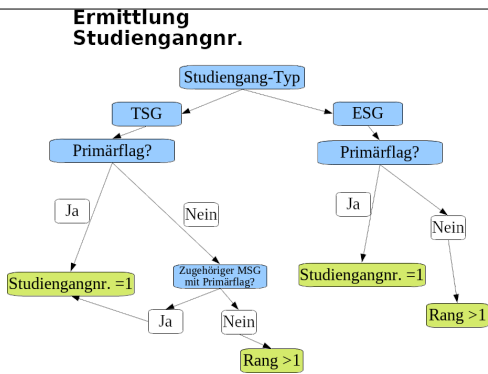 Ermittlung
Studiengangnr.
Studiengang-Typ
TSG
ESG
Primärflag?
Primärflag?
Ja
Nein
Ja
Nein
Zugehöriger MSG
mit Primärflag?
Studiengangnr. =1
Studiengangnr. =1
Ja
Nein
Rang >1
Rang >1